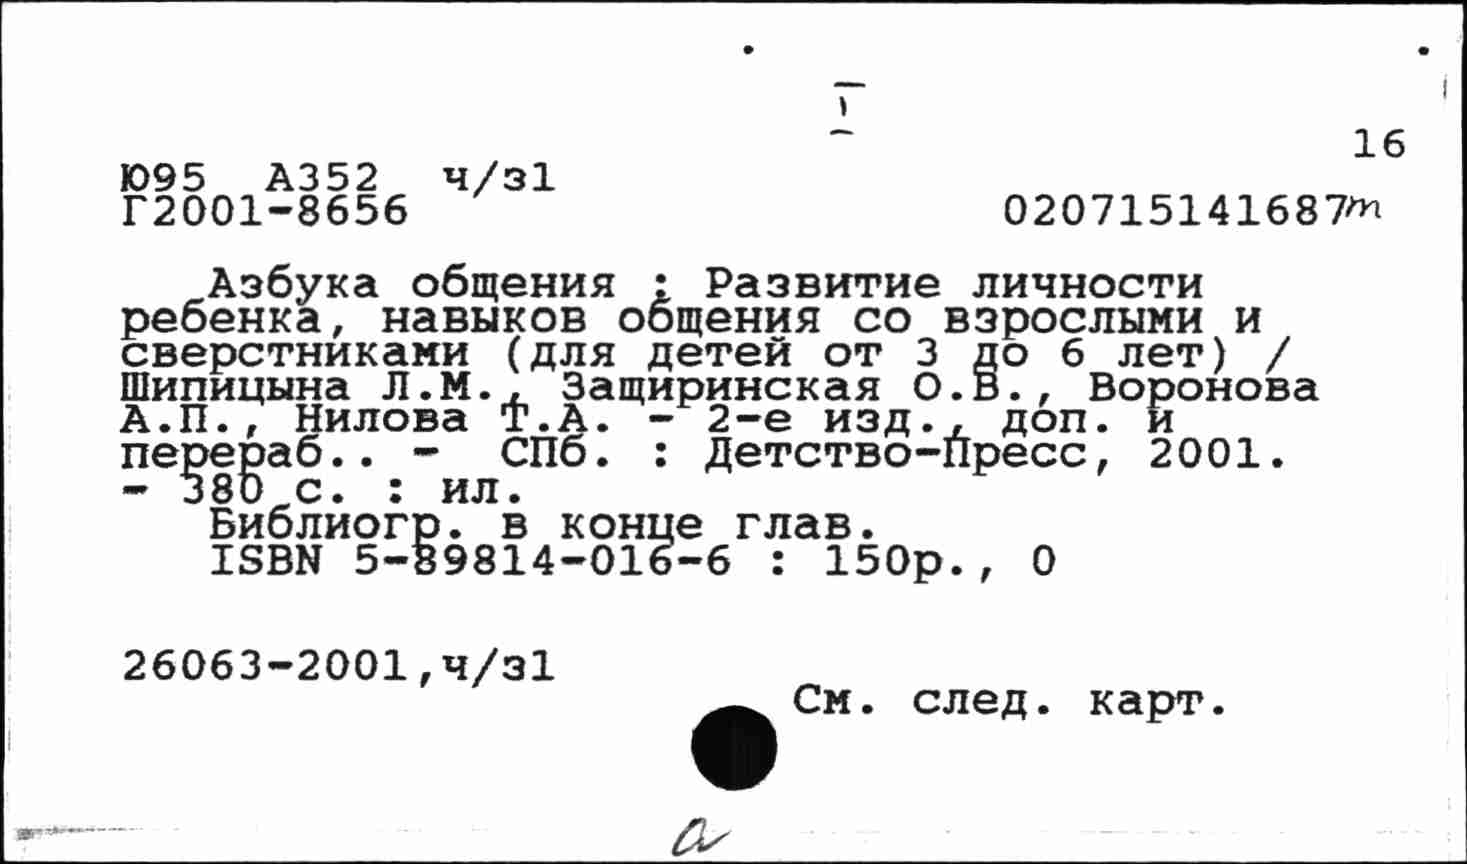 16
Ю95 А352 ч/з1
Г2001-8656 020715141687m
Азбука общения : Развитие личности
ребенка, навыков общения со взрослыми и
сверстниками (для детей от 3 до 6 лет) /
Шипицына Л.М., Защиринская О.В., Воронова
А.П., Нилова Т.А. - 2-е изд., доп. и
перераб.. - СПб. : Детство-Пресс, 2001.
- 380 с. : ил.
Библиогр. в конце глав.
ISBN 5-89814-016-6 : 150р., 0
26063-2001,ч/з1
См. след. карт.
а